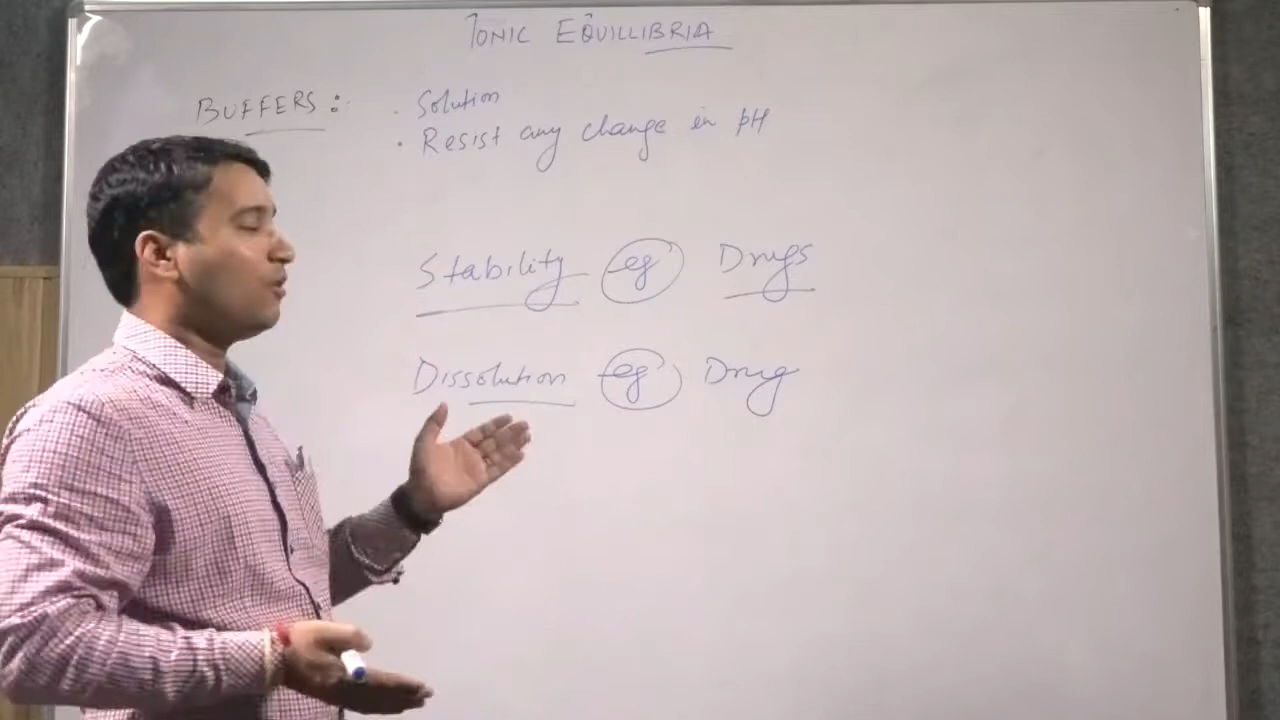 IONIC EQUILLIBRIA
BUFFERS : . Solution
. Resist any change in pH
Stability eg Drugs
Dissolution eg Drug